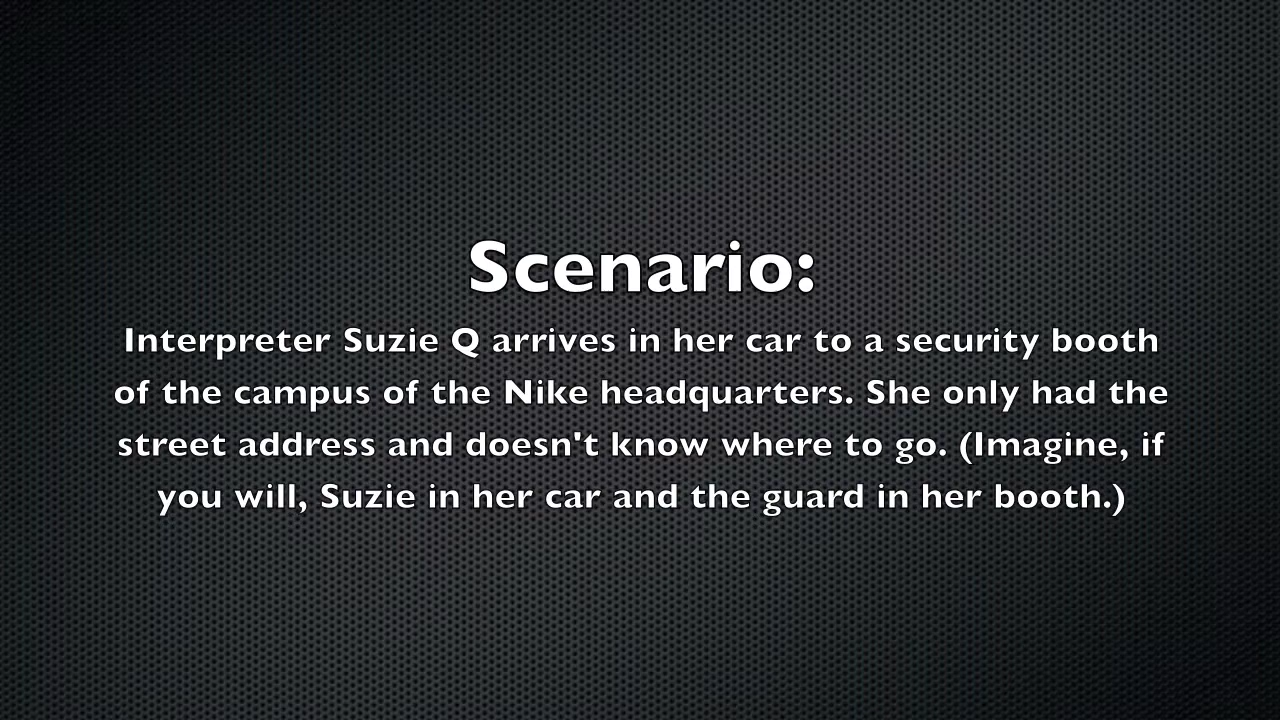 Scenario:
Interpreter Suzie Q arrives in her car to a security booth
of the campus of the Nike headquarters. She only had the
street address and doesn't know where to go. (Imagine, if
you will, Suzie in her car and the guard in her booth.)